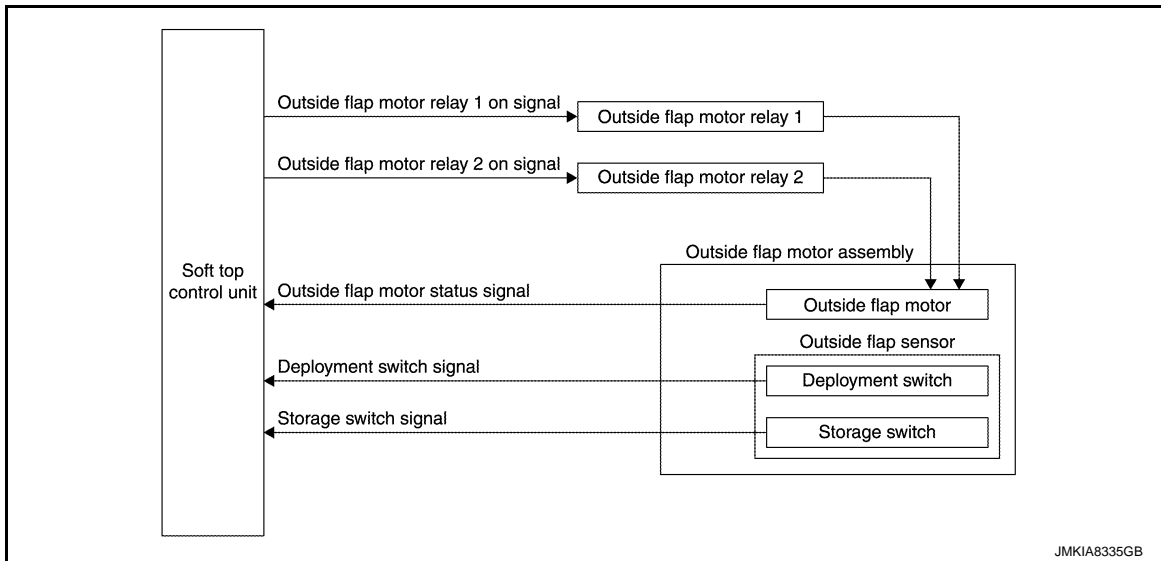 Outside flap motor relay 1 on signal
Outside flap motor relay 1
Outside flap motor relay 2 on signal
Outside flap motor relay 2
Outside flap motor assembly
Soft top
control unit
Outside flap motor status signal
Outside flap motor
Outside flap sensor
Deployment switch signal
Deployment switch
Storage switch signal
Storage switch
JMKIA8335GB